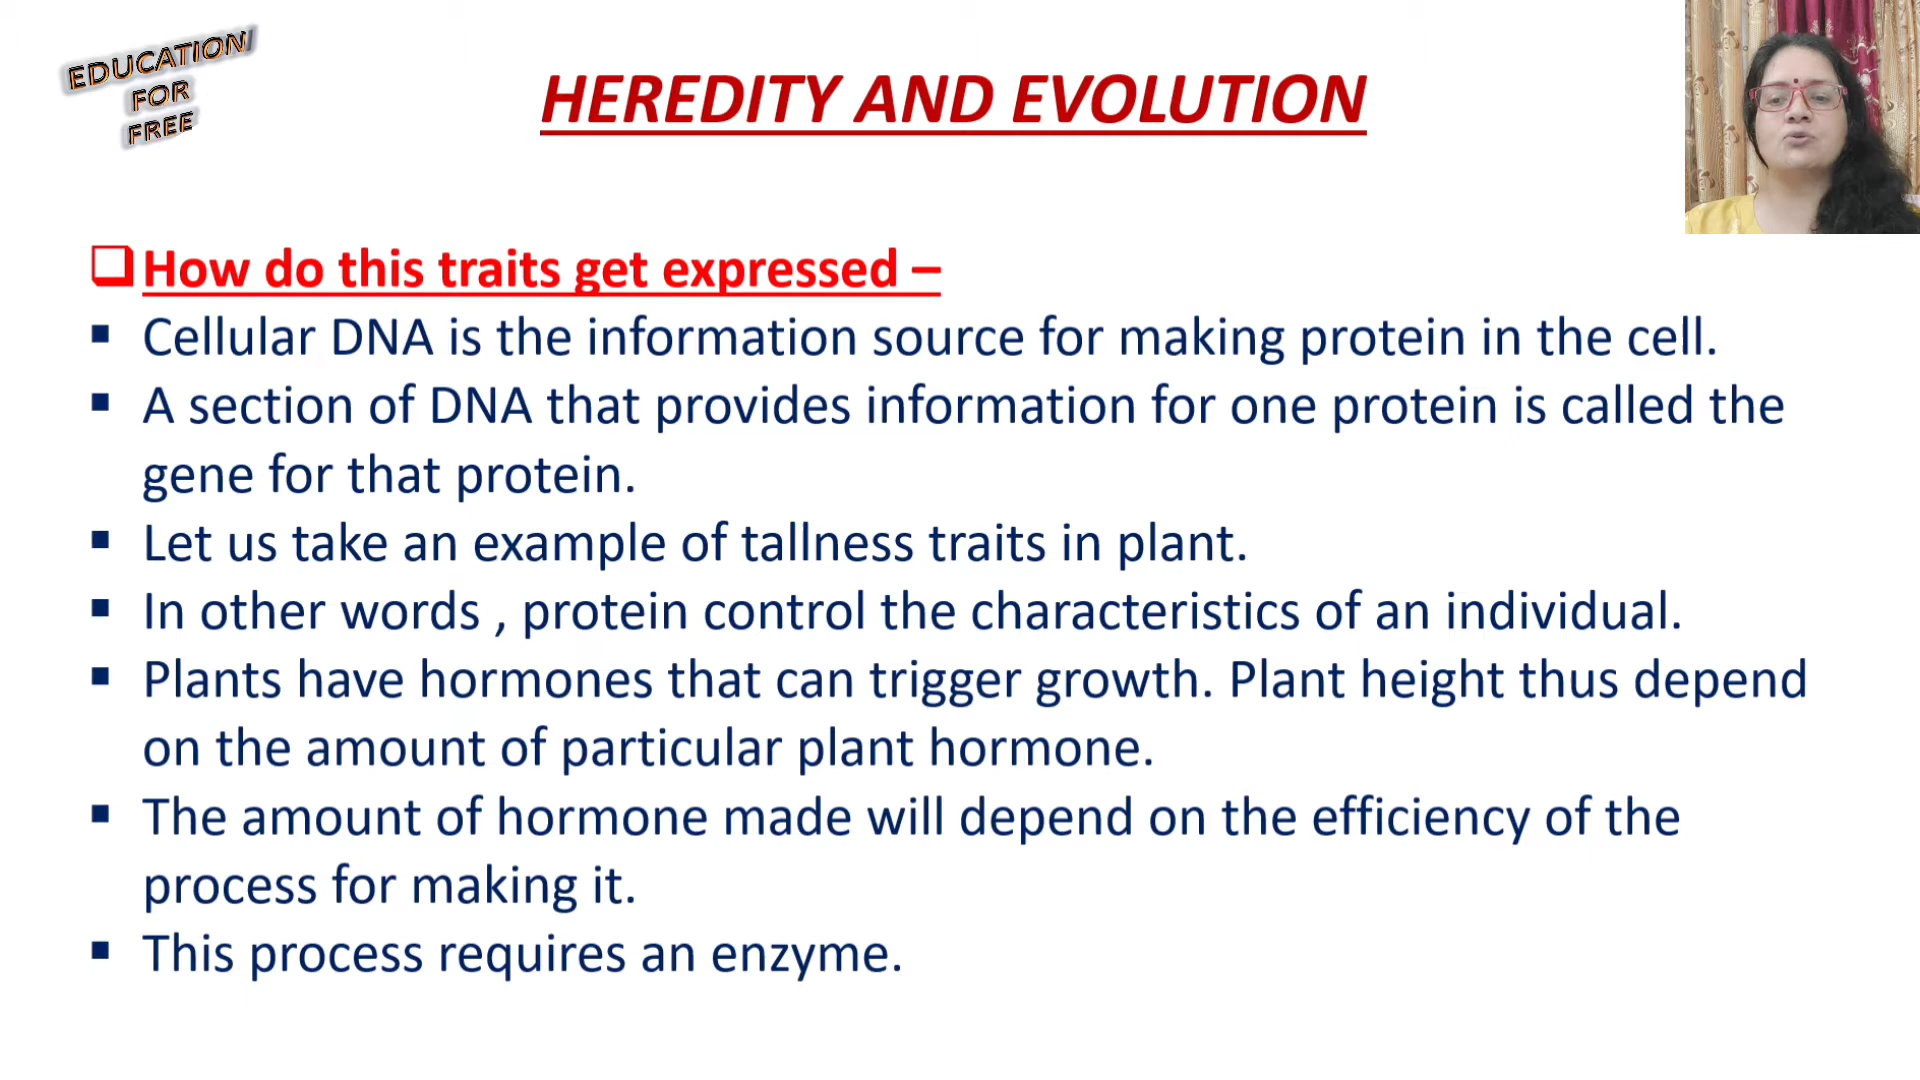 EDUCATION
FOR
FREE
HEREDITY AND EVOLUTION
How do this traits get expressed –
Cellular DNA is the information source for making protein in the cell.
A section of DNA that provides information for one protein is called the
gene for that protein.
Let us take an example of tallness traits in plant.
In other words , protein control the characteristics of an individual.
Plants have hormones that can trigger growth. Plant height thus depend
on the amount of particular plant hormone.
The amount of hormone made will depend on the efficiency of the
process for making it.
This process requires an enzyme.